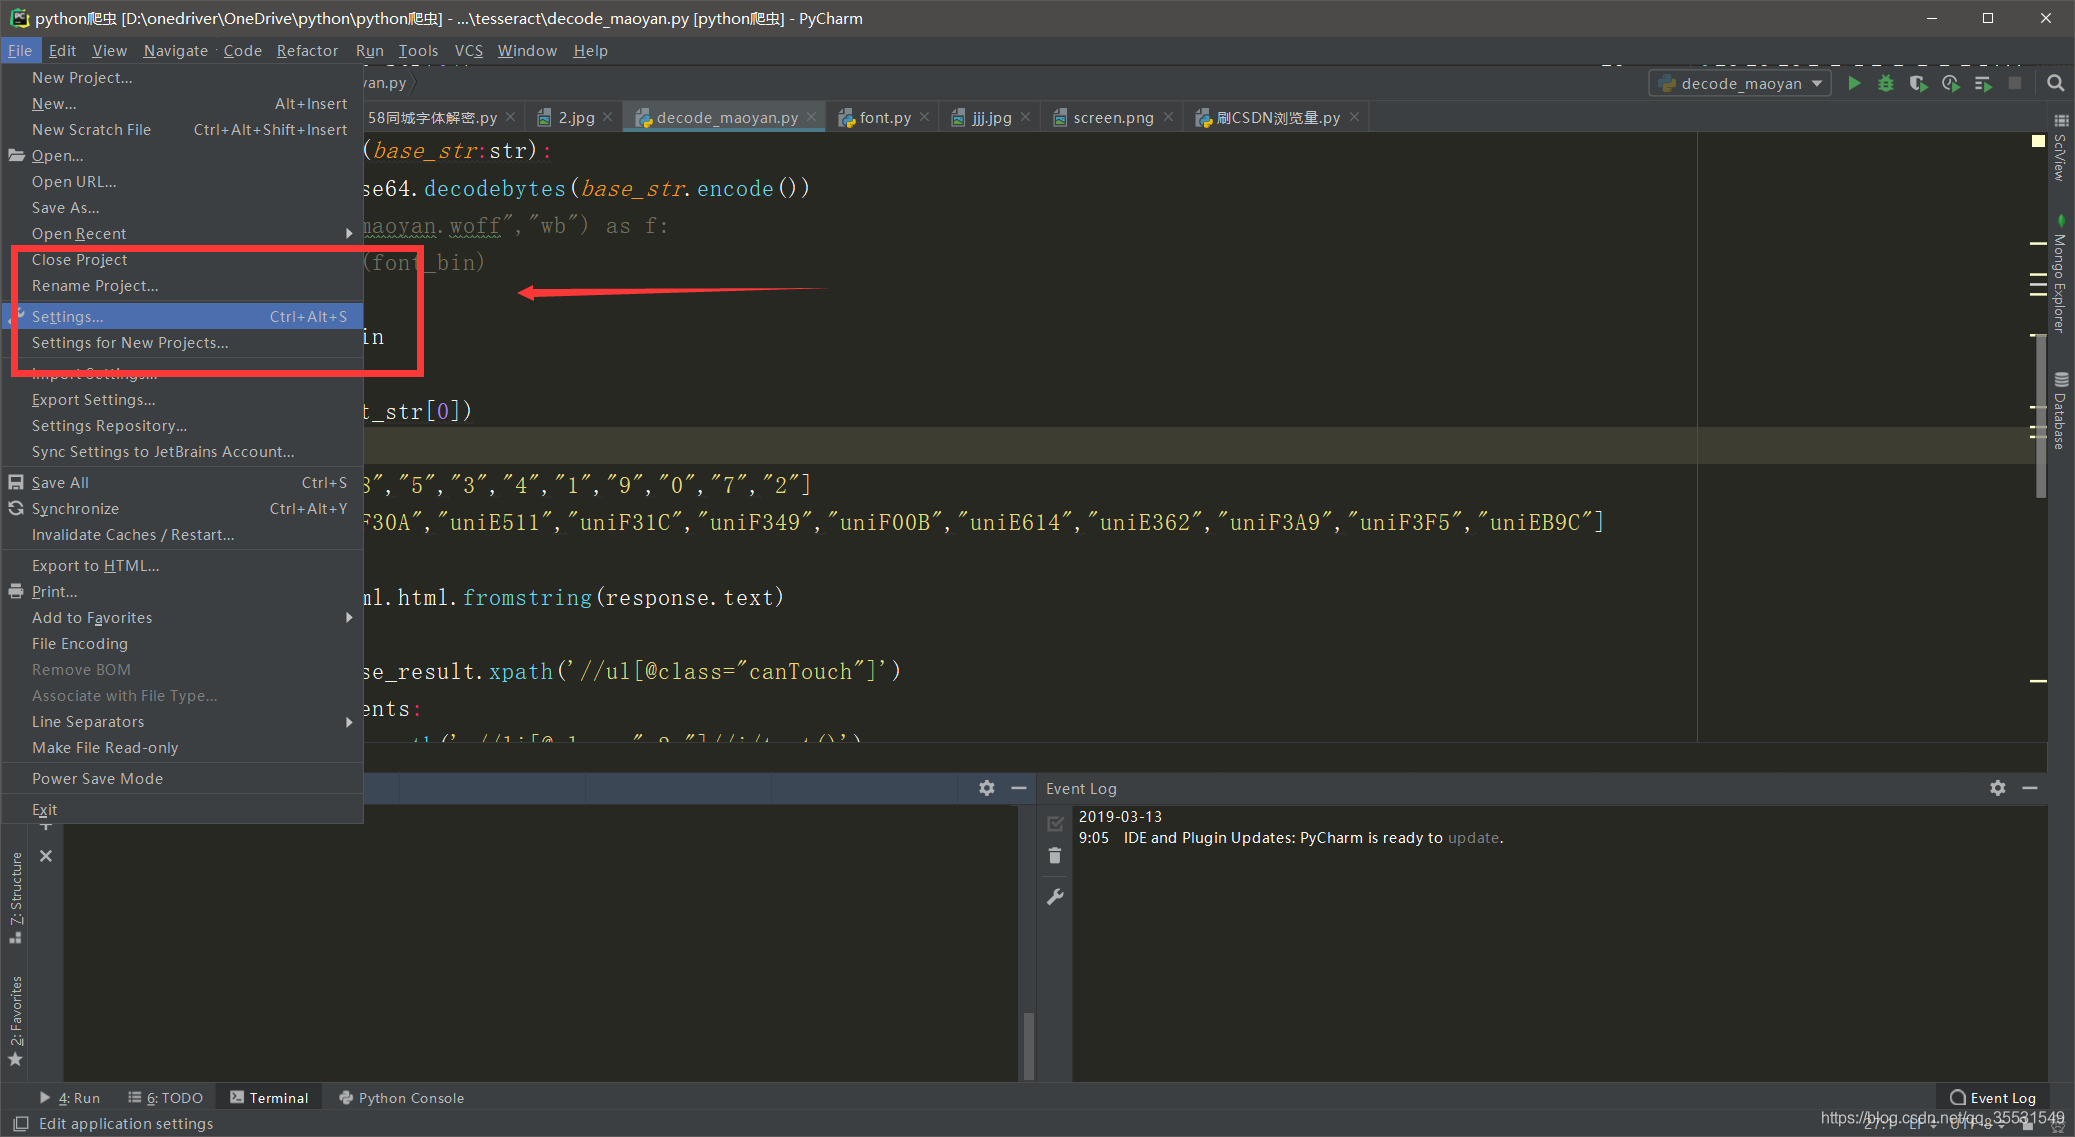 python爬虫 [D:\onedriver\OneDrive\python\python爬虫] - ...\tesseract\decode_maoyan.py [python爬虫] - PyCharm
File Edit View Navigate Code Refactor Run Tools VCS Window Help
yan.py
decode_maoyan
58同城字体解密.py
2.jpg
decode_maoyan.py
font.py
jjj.jpg
screen.png
刷CSDN浏览量.py
New Project...
New... Alt+Insert
New Scratch File Ctrl+Alt+Shift+Insert
Open...
Open URL...
Save As...
Open Recent
Close Project
Rename Project...
Settings... Ctrl+Alt+S
Settings for New Projects...
Import Settings...
Export Settings...
Settings Repository...
Sync Settings to JetBrains Account...
Save All Ctrl+S
Synchronize Ctrl+Alt+Y
Invalidate Caches / Restart...
Export to HTML...
Print...
Add to Favorites
File Encoding
Remove BOM
Associate with File Type...
Line Separators
Make File Read-only
Power Save Mode
Exit
(base_str:str):
se64.decodebytes(base_str.encode())
maoyan.woff","wb") as f:
(font_bin)
in
t_str[0])
8","5","3","4","1","9","0","7","2"]
F30A","uniE511","uniF31C","uniF349","uniF00B","uniE614","uniE362","uniF3A9","uniF3F5","uniEB9C"]
ml.html.fromstring(response.text)
se_result.xpath('//ul[@class="canTouch"]')
ents:
SciView
Mongo Explorer
Database
Event Log
2019-03-13
9:05 IDE and Plugin Updates: PyCharm is ready to update.
7: Structure
2: Favorites
4: Run
6: TODO
Terminal
Python Console
Event Log
Edit application settings
https://blog.csdn.net/qq_35531549